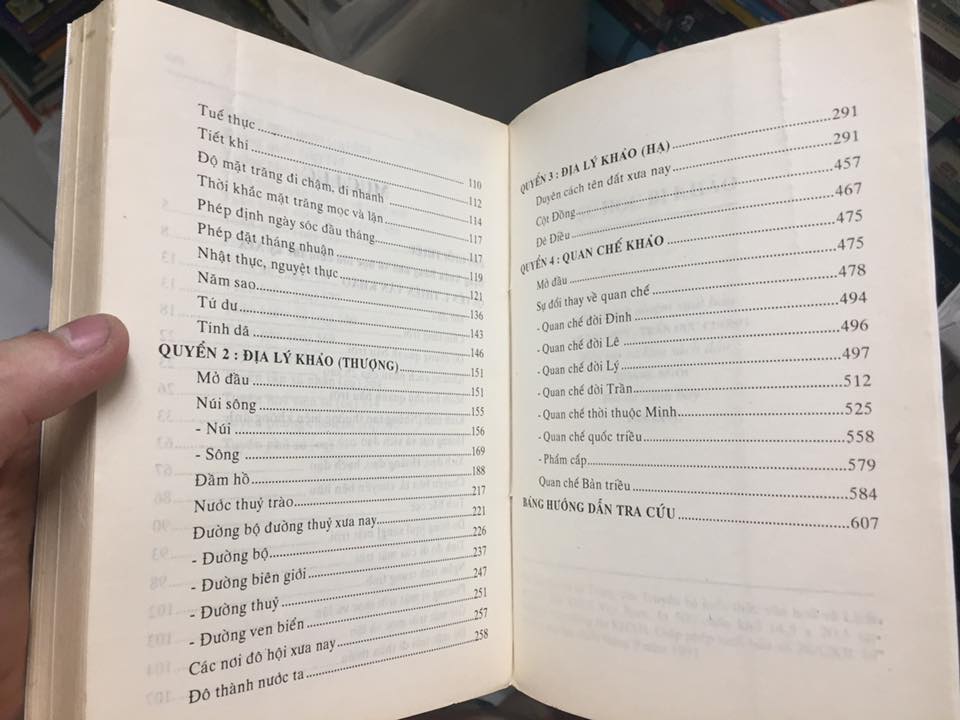 Tuế thực ........ 110
Tiết khí ........ 112
Độ mặt trăng đi chậm, đi nhanh ........ 114
Thời khắc mặt trăng mọc và lặn ........ 117
Phép định ngày sóc đầu tháng ........ 117
Phép đặt tháng nhuận ........ 119
Nhật thực, nguyệt thực ........ 121
Năm sao ........ 136
Tứ dư ........ 143
Tinh dã ........ 146
QUYỂN 2 : ĐỊA LÝ KHẢO (THƯỢNG) ........ 151
Mở đầu ........ 151
Núi sông ........ 155
- Núi ........ 156
- Sông ........ 169
Đầm hồ ........ 188
Nước thuỷ trào ........ 217
Đường bộ đường thuỷ xưa nay ........ 221
- Đường bộ ........ 226
- Đường biên giới ........ 237
- Đường thuỷ ........ 247
- Đường ven biển ........ 251
Các nơi đô hội xưa nay ........ 257
Đô thành nước ta ........ 258
QUYỂN 3 : ĐỊA LÝ KHẢO (HẠ) ........ 291
Duyên cách tên đất xưa nay ........ 291
Cột Đồng ........ 457
Dê Điều ........ 467
QUYỂN 4 : QUAN CHẾ KHẢO ........ 475
Mở đầu ........ 475
Sự đổi thay về quan chế ........ 478
- Quan chế đời Đinh ........ 494
- Quan chế đời Lê ........ 496
- Quan chế đời Lý ........ 497
- Quan chế đời Trần ........ 512
- Quan chế thời thuộc Minh ........ 525
- Quan chế quốc triều ........ 558
- Phẩm cấp ........ 579
Quan chế Bản triều ........ 584
BẢNG HƯỚNG DẪN TRA CỨU ........ 607